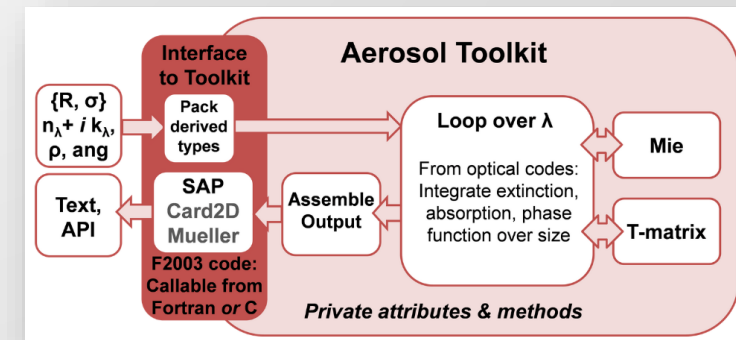 Aerosol Toolkit
Interface
to Toolkit
{R, σ}
nλ+ i kλ,
ρ, ang
Pack
derived
types
Loop over λ
From optical codes:
Integrate extinction,
absorption, phase
function over size
Mie
T-matrix
Assemble
Output
SAP
Card2D
Mueller
Text,
API
F2003 code:
Callable from
Fortran or C
Private attributes & methods